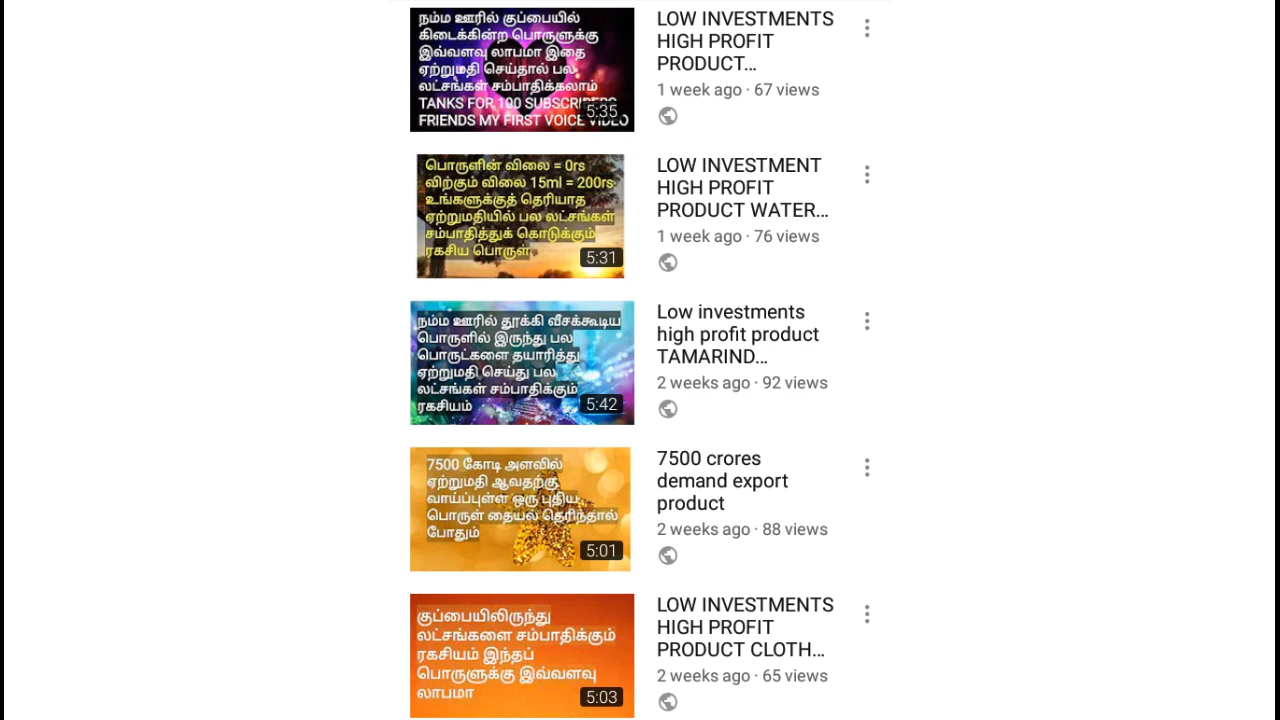 நம்ம ஊரில் குப்பையில்
கிடைக்கின்ற பொருளுக்கு
இவ்வளவு லாபமா இதை
ஏற்றுமதி செய்தால் பல
லட்சங்கள் சம்பாதிக்கலாம்
TANKS FOR 100 SUBSCRIBERS
FRIENDS MY FIRST VOICE VIDEO
5:35
LOW INVESTMENTS
HIGH PROFIT
PRODUCT...
1 week ago · 67 views
பொருளின் விலை = 0rs
விற்கும் விலை 15ml = 200rs
உங்களுக்குத் தெரியாத
ஏற்றுமதியில் பல லட்சங்கள்
சம்பாதித்துக் கொடுக்கும்
ரகசிய பொருள்
5:31
LOW INVESTMENT
HIGH PROFIT
PRODUCT WATER...
1 week ago · 76 views
நம்ம ஊரில் தூக்கி வீசக்கூடிய
பொருளில் இருந்து பல
பொருட்களை தயாரித்து
ஏற்றுமதி செய்து பல
லட்சங்கள் சம்பாதிக்கும்
ரகசியம்
5:42
Low investments
high profit product
TAMARIND...
2 weeks ago · 92 views
7500 கோடி அளவில்
ஏற்றுமதி ஆவதற்கு
வாய்ப்புள்ள ஒரு புதிய
பொருள் தையல் தெரிந்தால்
போதும்
5:01
7500 crores
demand export
product
2 weeks ago · 88 views
குப்பையிலிருந்து
லட்சங்களை சம்பாதிக்கும்
ரகசியம் இந்தப்
பொருளுக்கு இவ்வளவு
லாபமா
5:03
LOW INVESTMENTS
HIGH PROFIT
PRODUCT CLOTH...
2 weeks ago · 65 views